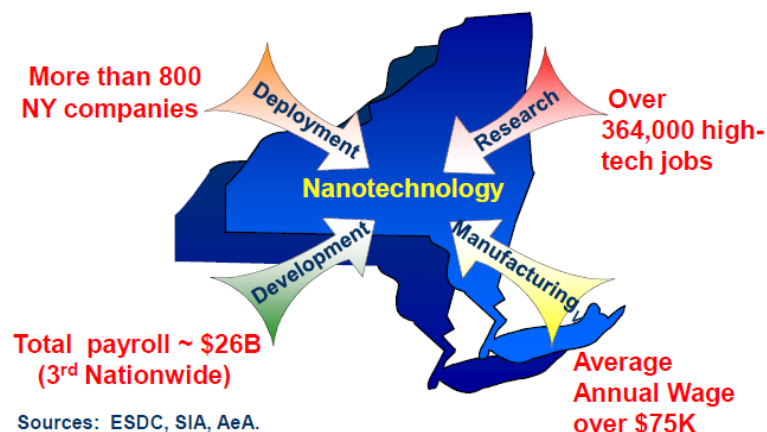 More than 800
NY companies
Deployment
Research
Over
364,000 high-
tech jobs
Nanotechnology
Development
Manufacturing
Total payroll ~ $26B
(3rd Nationwide)
Average
Annual Wage
over $75K
Sources: ESDC, SIA, AeA.